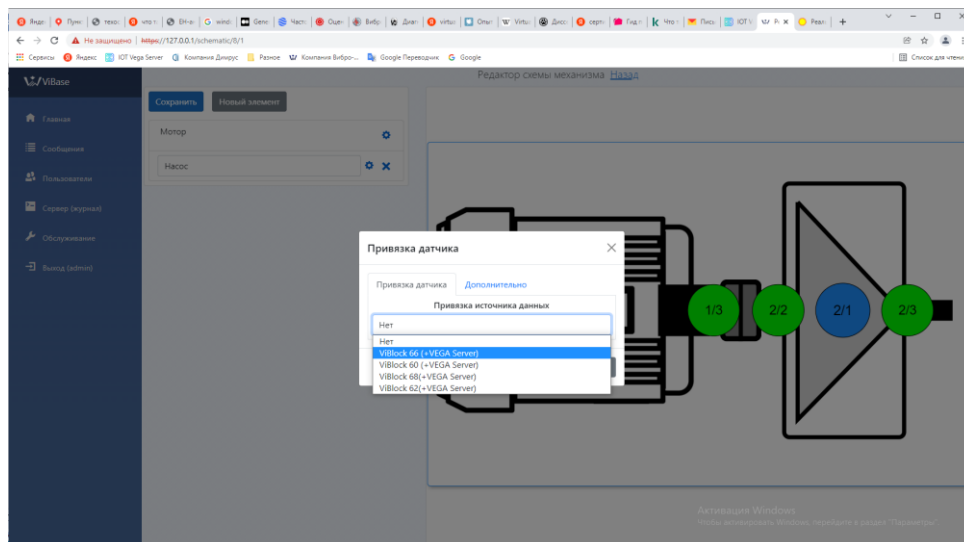 Не защищено
https://127.0.0.1/schematic/8/1
Сервисы
Яндекс
IOT Vega Server
Компания Димрус
Разное
Компания Вибро-...
Google Переводчик
Google
Список для чтения
ViBase
Редактор схемы механизма Назад
Сохранить
Новый элемент
Главная
Сообщения
Пользователи
Сервер (журнал)
Обслуживание
Выход (admin)
Мотор
Насос
Привязка датчика
Привязка датчика
Дополнительно
Привязка источника данных
Нет
Нет
ViBlock 66 (+VEGA Server)
ViBlock 60 (+VEGA Server)
ViBlock 68(+VEGA Server)
ViBlock 62(+VEGA Server)
1/3
2/2
2/1
2/3
Активация Windows
Чтобы активировать Windows, перейдите в раздел "Параметры".